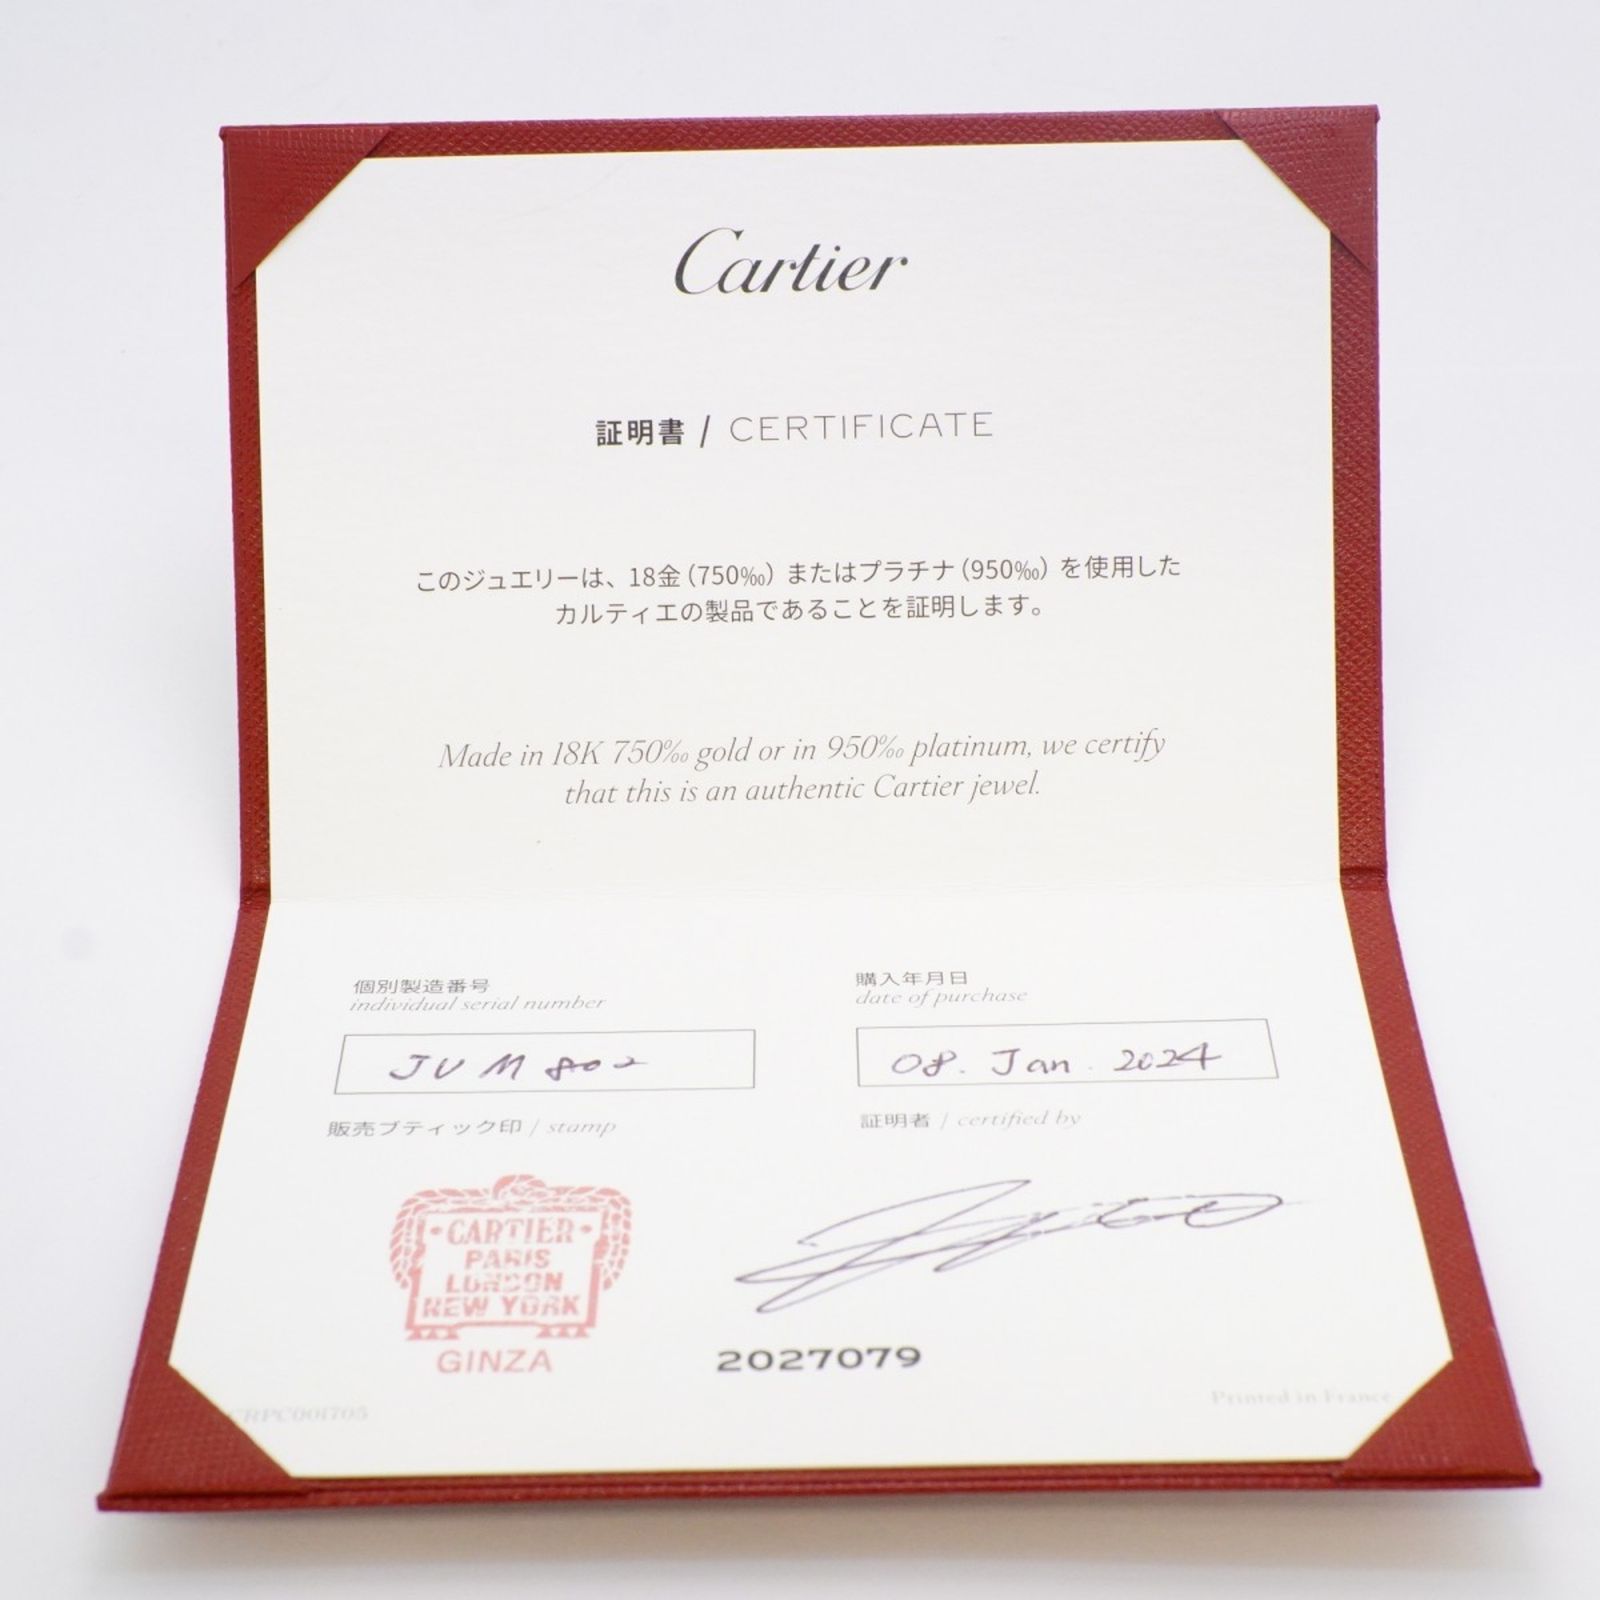 Cartier
証明書 / CERTIFICATE
このジュエリーは、18金（750‰）またはプラチナ（950‰）を使用した
カルティエの製品であることを証明します。
Made in 18K 750‰ gold or in 950‰ platinum, we certify
that this is an authentic Cartier jewel.
個別製造番号
individual serial number
JUM802
購入年月日
date of purchase
08. Jan. 2024
販売ブティック印 / stamp
証明者 / certified by
CARTIER
PARIS
LONDON
NEW YORK
GINZA
2027079
CRPC001705
Printed in France